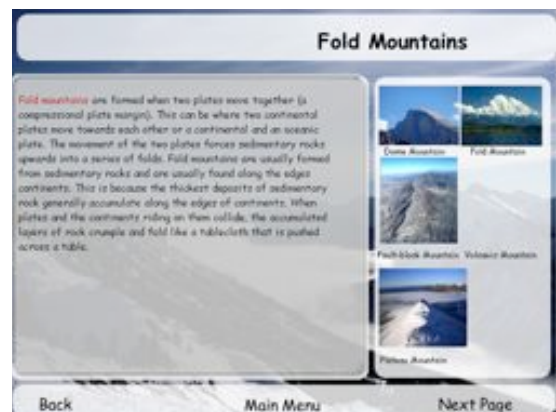 Fold Mountains
Fold mountains are formed when two plates move together (a
compressional plate margin). This can be where two continental
plates move towards each other or a continental and an oceanic
plate. The movement of the two plates forces sedimentary rocks
upwards into a series of folds. Fold mountains are usually formed
from sedimentary rocks and are usually found along the edges
continents. This is because the thickest deposits of sedimentary
rock generally accumulate along the edges of continents. When
plates and the continents riding on them collide, the accumulated
layers of rock crumple and fold like a tablecloth that is pushed
across a table.
Dome Mountain Fold Mountain
Fault-block Mountain Volcanic Mountain
Plateau Mountain
Back Main Menu Next Page